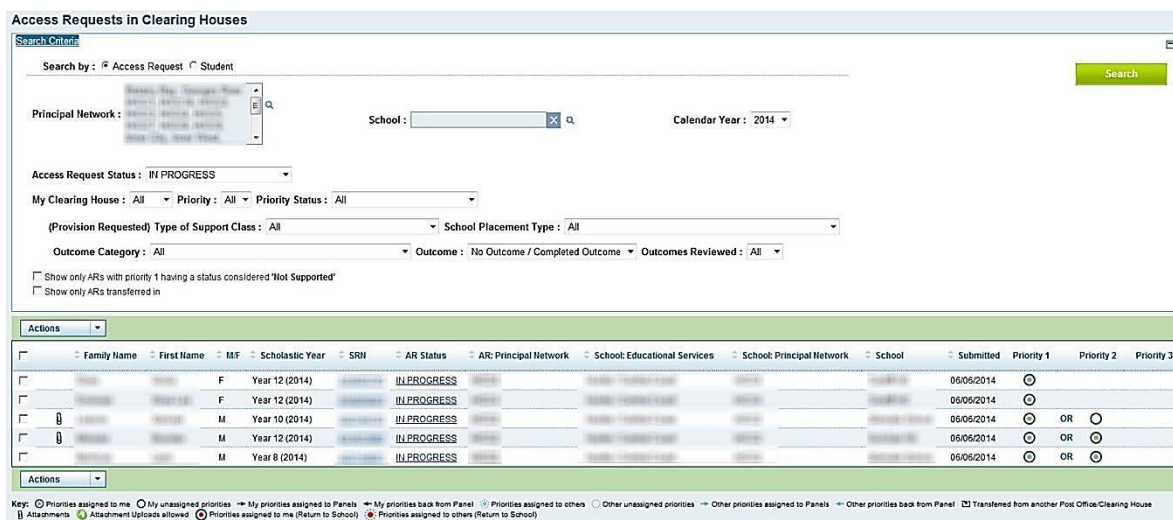 Access Requests in Clearing Houses
Search Criteria
Search by : Access Request Student
Search
Principal Network :
School :
Calendar Year : 2014
Access Request Status : IN PROGRESS
My Clearing House : All Priority : All Priority Status : All
(Provision Requested) Type of Support Class : All School Placement Type : All
Outcome Category : All Outcome : No Outcome / Completed Outcome Outcomes Reviewed : All
Show only ARs with priority 1 having a status considered 'Not Supported'
Show only ARs transferred in
Actions
Family Name First Name M/F Scholastic Year SRN AR Status AR: Principal Network School: Educational Services School: Principal Network School Submitted Priority 1 Priority 2 Priority 3
F Year 12 (2014) IN PROGRESS 06/06/2014
F Year 12 (2014) IN PROGRESS 06/06/2014
M Year 10 (2014) IN PROGRESS 06/06/2014 OR
M Year 12 (2014) IN PROGRESS 06/06/2014 OR
M Year 8 (2014) IN PROGRESS 06/06/2014 OR
Actions
Key: Priorities assigned to me My unassigned priorities My priorities assigned to Panels My priorities back from Panel Priorities assigned to others Other unassigned priorities Other priorities assigned to Panels Other priorities back from Panel Transferred from another Post Office/Clearing House
Attachments Attachment Uploads allowed Priorities assigned to me (Return to School) Priorities assigned to others (Return to School)